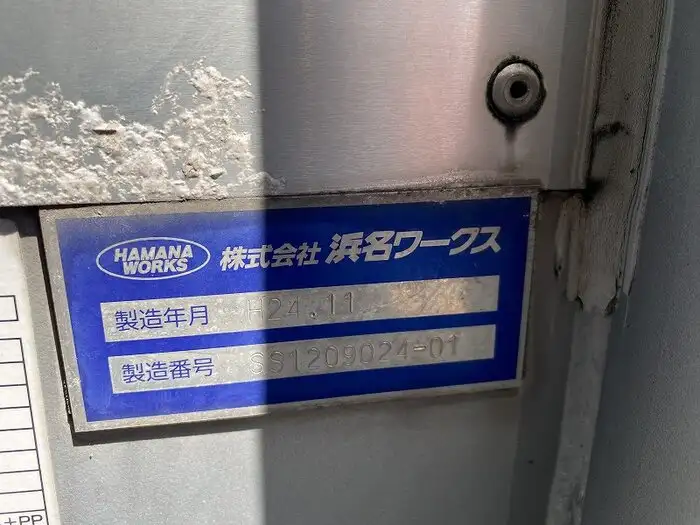 HAMANA
WORKS
株式会社 浜名ワークス
製造年月 H24.11
製造番号 SS1209024-01
+PP